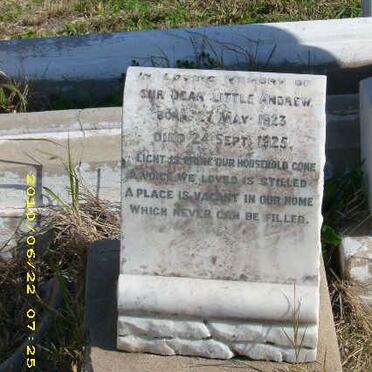 IN LOVING MEMORY OF
OUR DEAR LITTLE ANDREW
BORN 7 MAY 1923
DIED 24 SEPT. 1925.
LIGHT IS FROM OUR HOUSEHOLD GONE
A VOICE WE LOVED IS STILLED
A PLACE IS VACANT IN OUR HOME
WHICH NEVER CAN BE FILLED.
2010/06/22 07:25